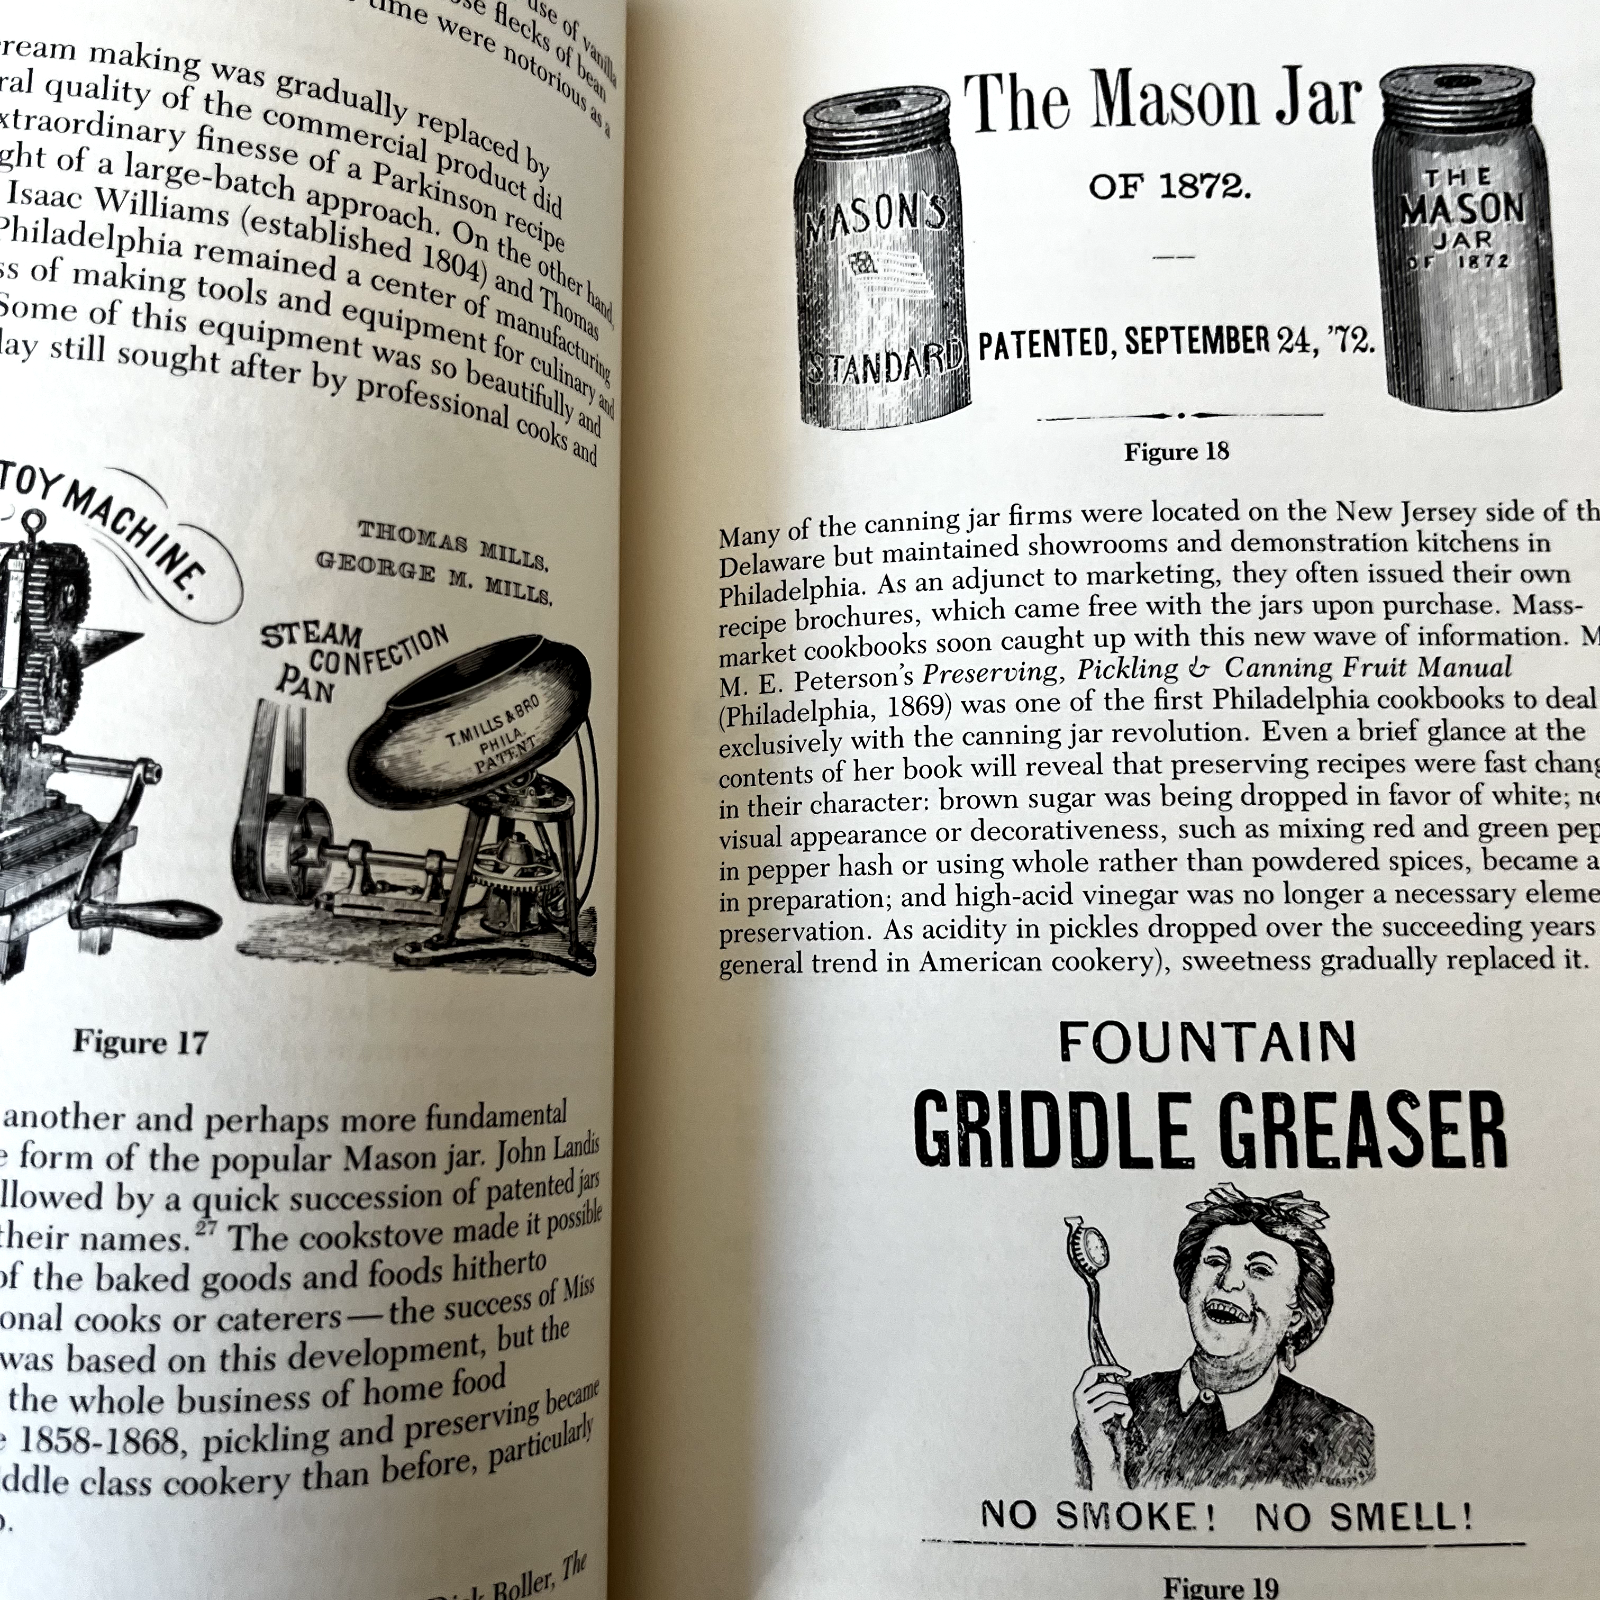 use of vanilla
ose flecks of bean
time were notorious as a
ream making was gradually replaced by
ral quality of the commercial product did
xtraordinary finesse of a Parkinson recipe
ght of a large-batch approach. On the other hand,
Isaac Williams (established 1804) and Thomas
Philadelphia remained a center of manufacturing
ss of making tools and equipment for culinary and
Some of this equipment was so beautifully and
day still sought after by professional cooks and
TOY MACHINE.
THOMAS MILLS.
GEORGE M. MILLS.
STEAM
CONFECTION
PAN
T. MILLS & BRO
PHILA.
PATENT
Figure 17
another and perhaps more fundamental
e form of the popular Mason jar. John Landis
llowed by a quick succession of patented jars
their names.27 The cookstove made it possible
of the baked goods and foods hitherto
onal cooks or caterers—the success of Miss
was based on this development, but the
the whole business of home food
e 1858-1868, pickling and preserving became
ddle class cookery than before, particularly
Roller, The
The Mason Jar
OF 1872.
PATENTED, SEPTEMBER 24, '72.
MASON'S
STANDARD
THE
MASON
JAR
OF 1872
Figure 18
Many of the canning jar firms were located on the New Jersey side of th
Delaware but maintained showrooms and demonstration kitchens in
Philadelphia. As an adjunct to marketing, they often issued their own
recipe brochures, which came free with the jars upon purchase. Mass-
market cookbooks soon caught up with this new wave of information. M
M. E. Peterson's Preserving, Pickling & Canning Fruit Manual
(Philadelphia, 1869) was one of the first Philadelphia cookbooks to deal
exclusively with the canning jar revolution. Even a brief glance at the
contents of her book will reveal that preserving recipes were fast chang
in their character: brown sugar was being dropped in favor of white; ne
visual appearance or decorativeness, such as mixing red and green pep
in pepper hash or using whole rather than powdered spices, became a
in preparation; and high-acid vinegar was no longer a necessary eleme
preservation. As acidity in pickles dropped over the succeeding years
general trend in American cookery), sweetness gradually replaced it.
FOUNTAIN
GRIDDLE GREASER
NO SMOKE! NO SMELL!
Figure 19